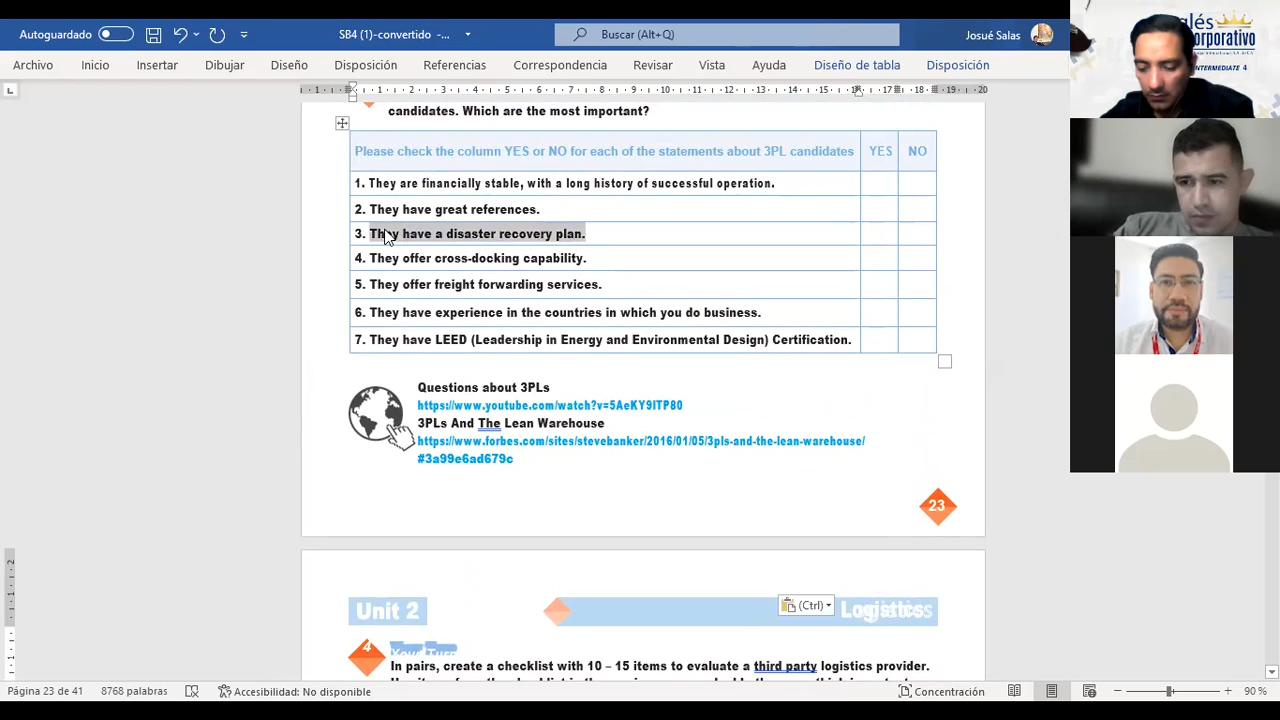 Autoguardado
SB4 (1)-convertido -...
Buscar (Alt+Q)
Josué Salas
Archivo Inicio Insertar Dibujar Diseño Disposición Referencias Correspondencia Revisar Vista Ayuda Diseño de tabla Disposición
candidates. Which are the most important?
Please check the column YES or NO for each of the statements about 3PL candidates YES NO
1. They are financially stable, with a long history of successful operation.
2. They have great references.
3. They have a disaster recovery plan.
4. They offer cross-docking capability.
5. They offer freight forwarding services.
6. They have experience in the countries in which you do business.
7. They have LEED (Leadership in Energy and Environmental Design) Certification.
Questions about 3PLs
https://www.youtube.com/watch?v=5AeKY9ITP80
3PLs And The Lean Warehouse
https://www.forbes.com/sites/stevebanker/2016/01/05/3pls-and-the-lean-warehouse/
#3a99e6ad679c
23
Unit 2
Logistics
(Ctrl)
4
Your Turn
In pairs, create a checklist with 10 – 15 items to evaluate a third party logistics provider.
Página 23 de 41 8768 palabras Accesibilidad: No disponible Concentración 90 %
INTERMEDIATE 4